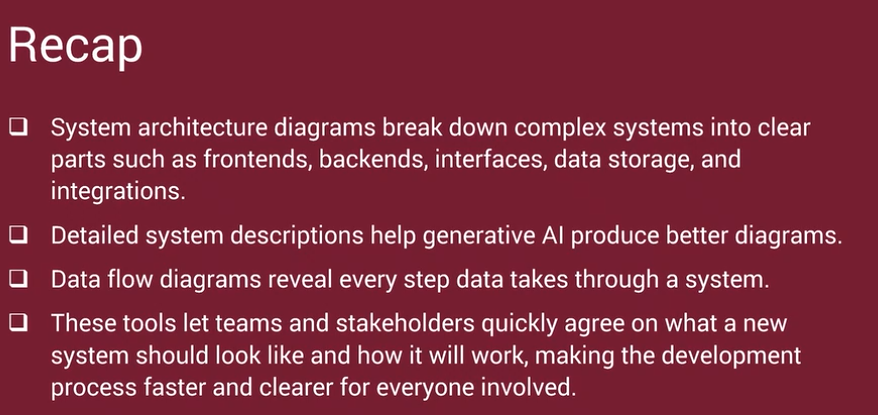 Recap
❑ System architecture diagrams break down complex systems into clear
parts such as frontends, backends, interfaces, data storage, and
integrations.
❑ Detailed system descriptions help generative AI produce better diagrams.
❑ Data flow diagrams reveal every step data takes through a system.
❑ These tools let teams and stakeholders quickly agree on what a new
system should look like and how it will work, making the development
process faster and clearer for everyone involved.